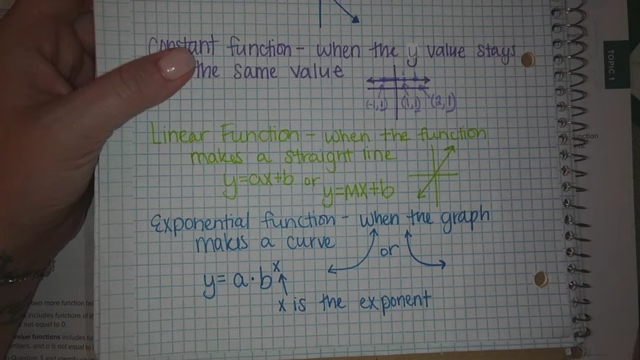 Constant function - when the y value stays
the same value
(-1,1) (1,1) (2,1)
Linear Function - when the function
makes a straight line
y=ax+b or y=mx+b
Exponential function - when the graph
makes a curve
or
y = a · b^x
x is the exponent
TOPIC 1